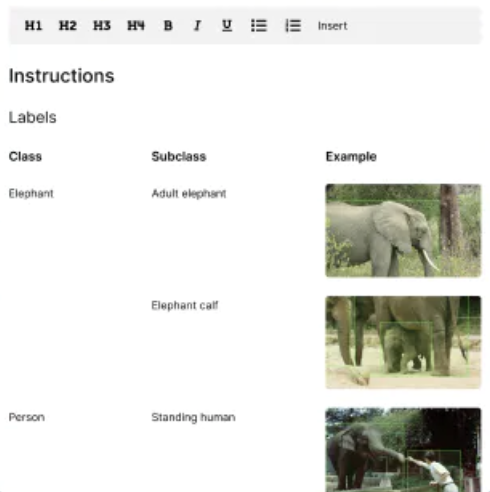 H1 H2 H3 H4 B I U Insert
Instructions
Labels
Class Subclass Example
Elephant Adult elephant
Elephant calf
Person Standing human